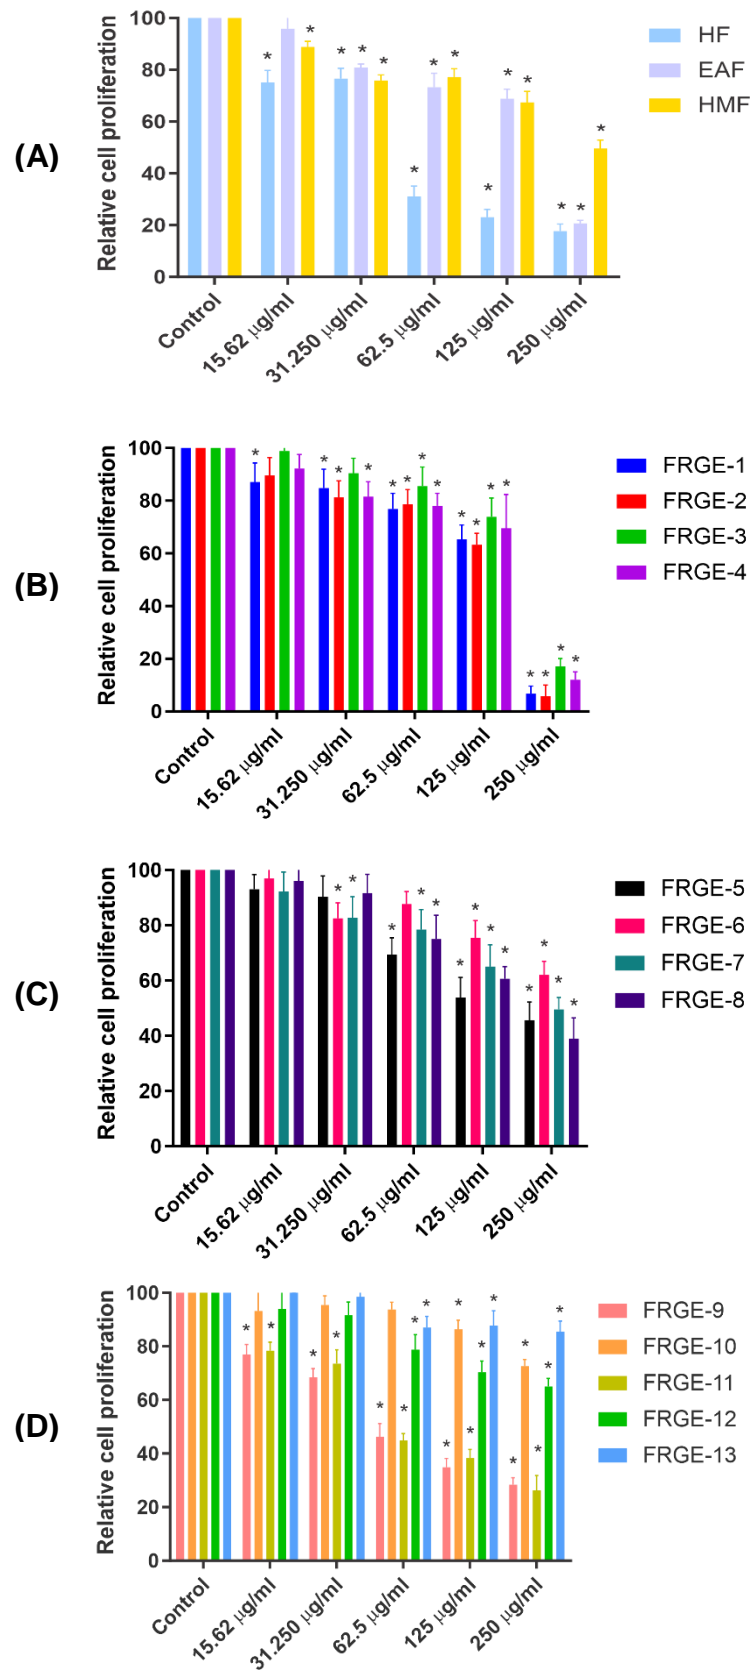 (A)
Relative cell proliferation
100
80
60
40
20
0
* * * * * * * * * * * * * *
Control
15.62 µg/ml
31.250 µg/ml
62.5 µg/ml
125 µg/ml
250 µg/ml
HF
EAF
HMF
(B)
Relative cell proliferation
100
80
60
40
20
0
* * * * * * * * * * * * * * * *
Control
15.62 µg/ml
31.250 µg/ml
62.5 µg/ml
125 µg/ml
250 µg/ml
FRGE-1
FRGE-2
FRGE-3
FRGE-4
(C)
Relative cell proliferation
100
80
60
40
20
0
* * * * * * * * * * * * *
Control
15.62 µg/ml
31.250 µg/ml
62.5 µg/ml
125 µg/ml
250 µg/ml
FRGE-5
FRGE-6
FRGE-7
FRGE-8
(D)
Relative cell proliferation
100
80
60
40
20
0
* * * * * * * * * * * * * * * * * *
Control
15.62 µg/ml
31.250 µg/ml
62.5 µg/ml
125 µg/ml
250 µg/ml
FRGE-9
FRGE-10
FRGE-11
FRGE-12
FRGE-13